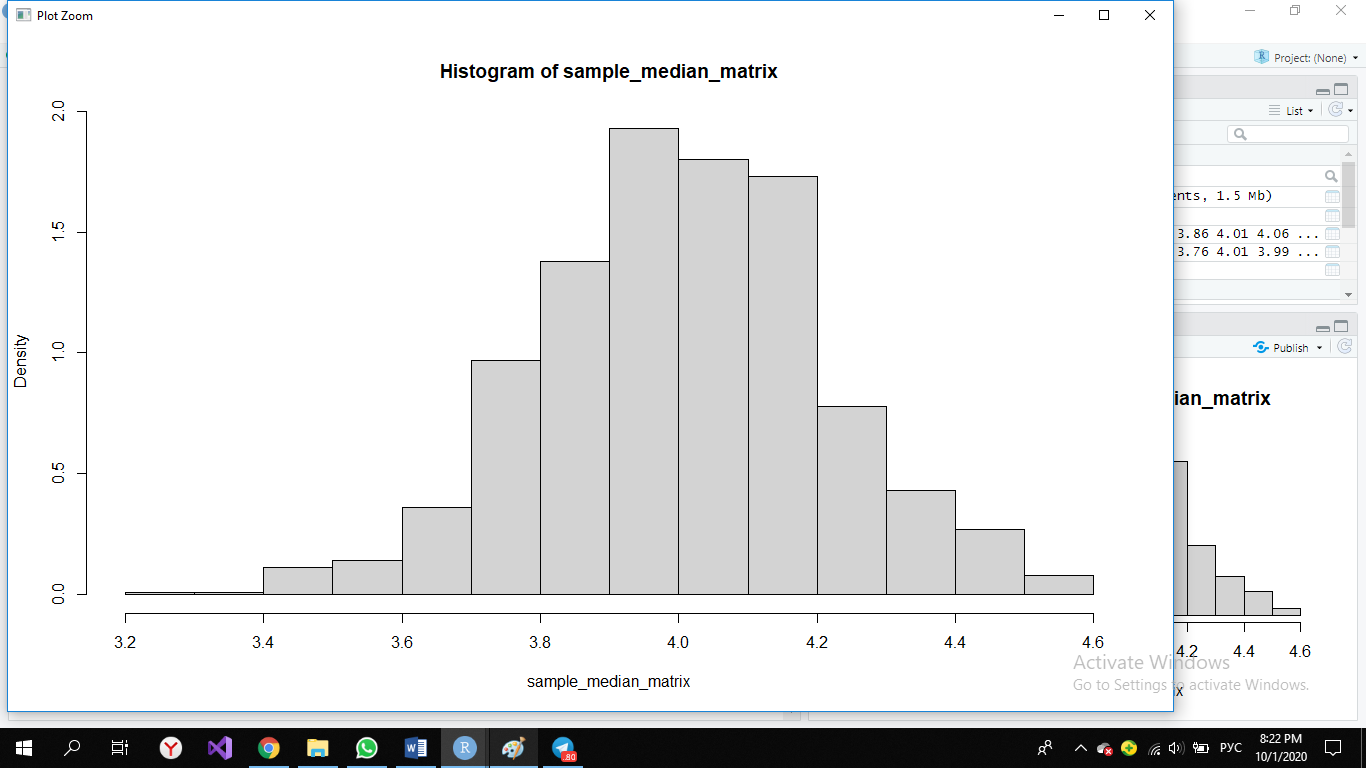 Plot Zoom
Project: (None)
Histogram of sample_median_matrix
List
2.0
1.5
1.0
0.5
0.0
Density
3.2 3.4 3.6 3.8 4.0 4.2 4.4 4.6
sample_median_matrix
1.5 Mb)
3.86 4.01 4.06 ...
3.76 4.01 3.99 ...
Publish
4.2 4.4 4.6
Activate Windows
Go to Settings to activate Windows.
R
W
R
80
РУС
8:22 PM
10/1/2020